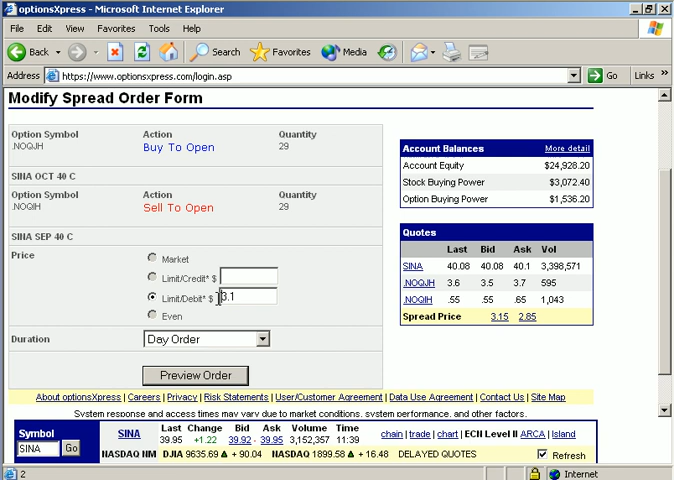 optionsXpress - Microsoft Internet Explorer
File Edit View Favorites Tools Help
Back Search Favorites Media
Address https://www.optionsxpress.com/login.asp Go Links »
Modify Spread Order Form
Option Symbol Action Quantity
.NOQJH Buy To Open 29
SINA OCT 40 C
Option Symbol Action Quantity
.NOQIH Sell To Open 29
SINA SEP 40 C
Price Market
Limit/Credit* $
Limit/Debit* $ 3.1
Even
Duration Day Order
Preview Order
Account Balances More detail
Account Equity $24,928.20
Stock Buying Power $3,072.40
Option Buying Power $1,536.20
Quotes
Last Bid Ask Vol
SINA 40.08 40.08 40.1 3,398,571
.NOQJH 3.6 3.5 3.7 595
.NOQIH .55 .55 .65 1,043
Spread Price 3.15 2.85
About optionsXpress | Careers | Privacy | Risk Statements | User/Customer Agreement | Data Use Agreement | Contact Us | Site Map
System response and access times may vary due to market conditions, system performance, and other factors.
Symbol SINA Last Change Bid Ask Volume Time chain | trade | chart | ECN Level II ARCA | Island
SINA Go 39.95 +1.22 39.92 - 39.95 3,152,357 11:39
NASDAQ NM DJIA 9635.69 ▲ + 90.04 NASDAQ 1899.58 ▲ + 16.48 DELAYED QUOTES Refresh
2 Internet